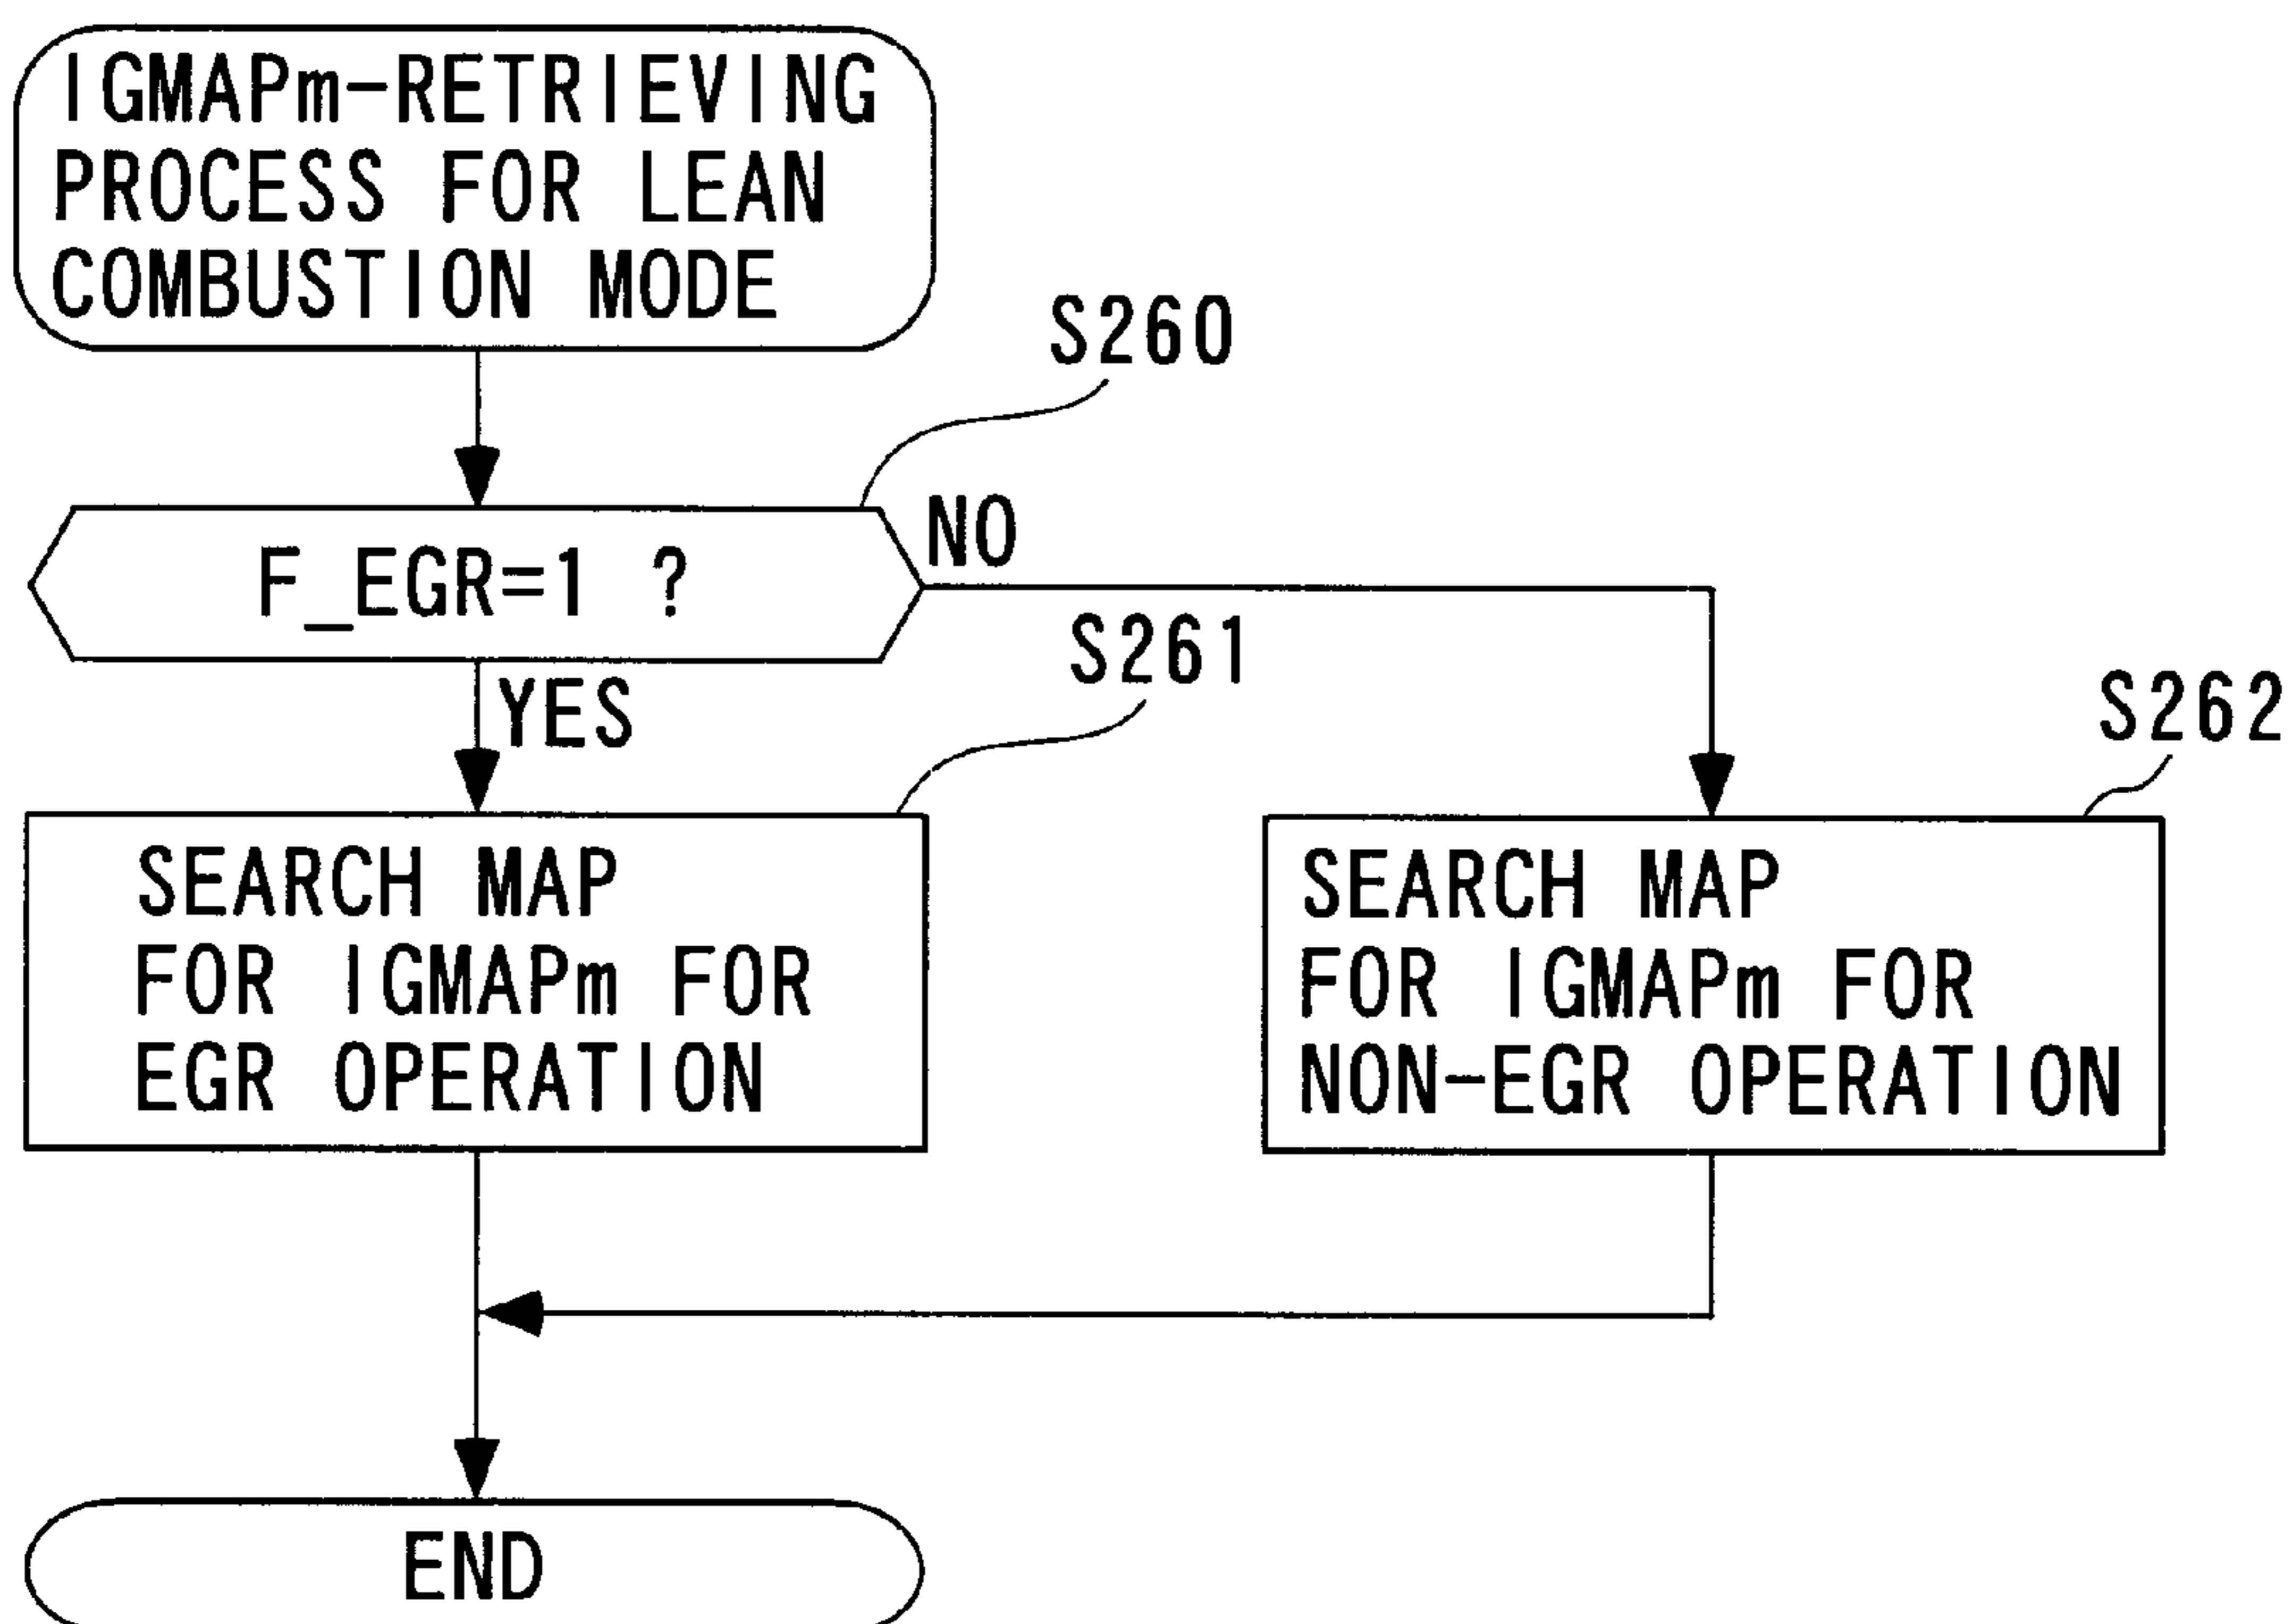 IGMAPm-RETRIEVING
PROCESS FOR LEAN
COMBUSTION MODE
S260
F_EGR=1 ?
NO
YES
S261
S262
SEARCH MAP
FOR IGMAPm FOR
EGR OPERATION
SEARCH MAP
FOR IGMAPm FOR
NON-EGR OPERATION
END